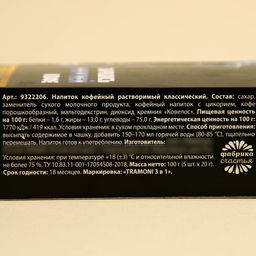 Арт.: 9322206. Напиток кофейный растворимый классический. Состав: сахар,
заменитель сухого молочного продукта, кофейный напиток с цикорием, кофе
порошкообразный, мальтодекстрин, диоксид кремния «Ковелос». Пищевая ценность
на 100 г: белки – 1,6 г, жиры – 13,0 г, углеводы – 75,0 г. Энергетическая ценность на 100 г:
1770 кДж / 419 ккал. Условия хранения: в сухом прохладном месте. Способ приготовления:
высыпать содержимое в чашку, добавить 150–170 мл горячей воды (80-85 °С), тщательно
перемешать. Напиток готов к употреблению. Изготовитель:
Условия хранения: при температуре +18 (±3) °С и относительной влажности
не более 75 %. ТУ 10.83.11-001-17054508-2018. Масса нетто: 100 г (5 шт. х 20 г).
Срок годности: 18 месяцев. Маркировка: «TRAMONI 3 в 1».
фабрика
счастья